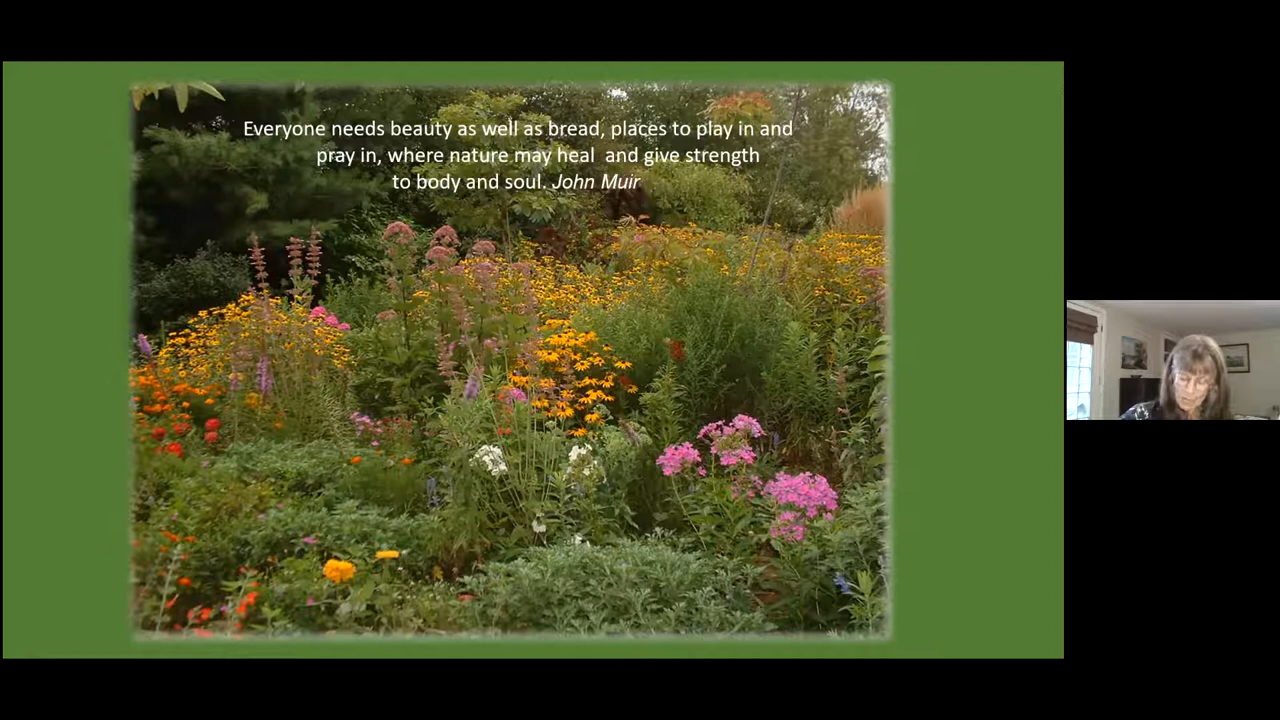 Everyone needs beauty as well as bread, places to play in and
pray in, where nature may heal  and give strength
to body and soul. John Muir